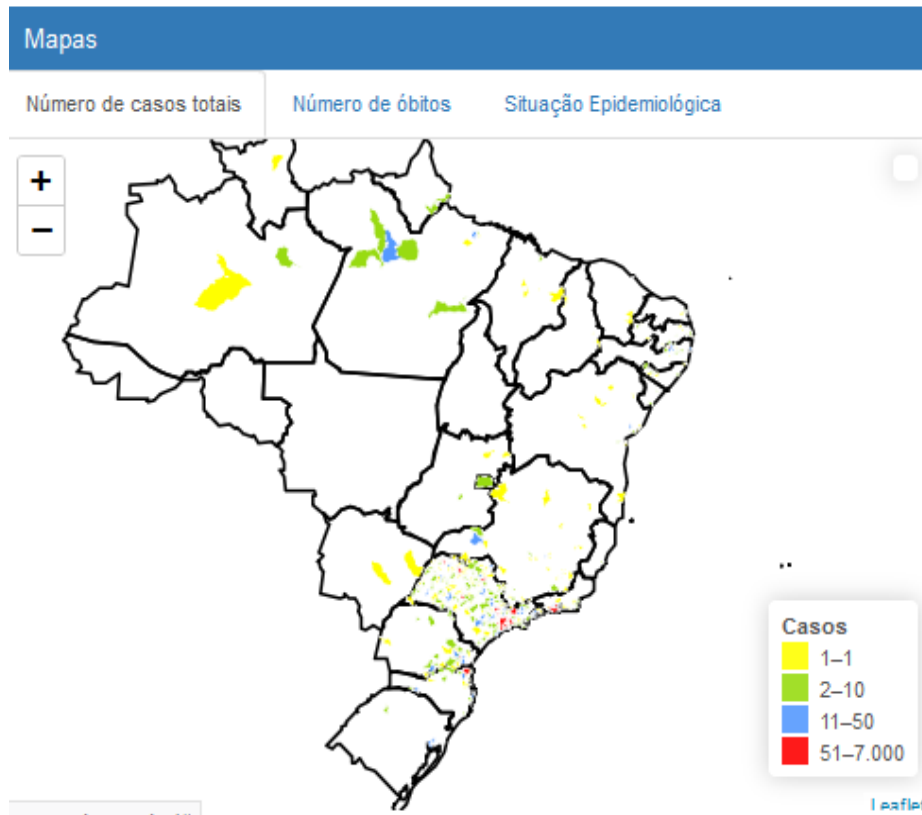 Mapas
Número de casos totais
Número de óbitos
Situação Epidemiológica
+
−
Casos
1–1
2–10
11–50
51–7.000